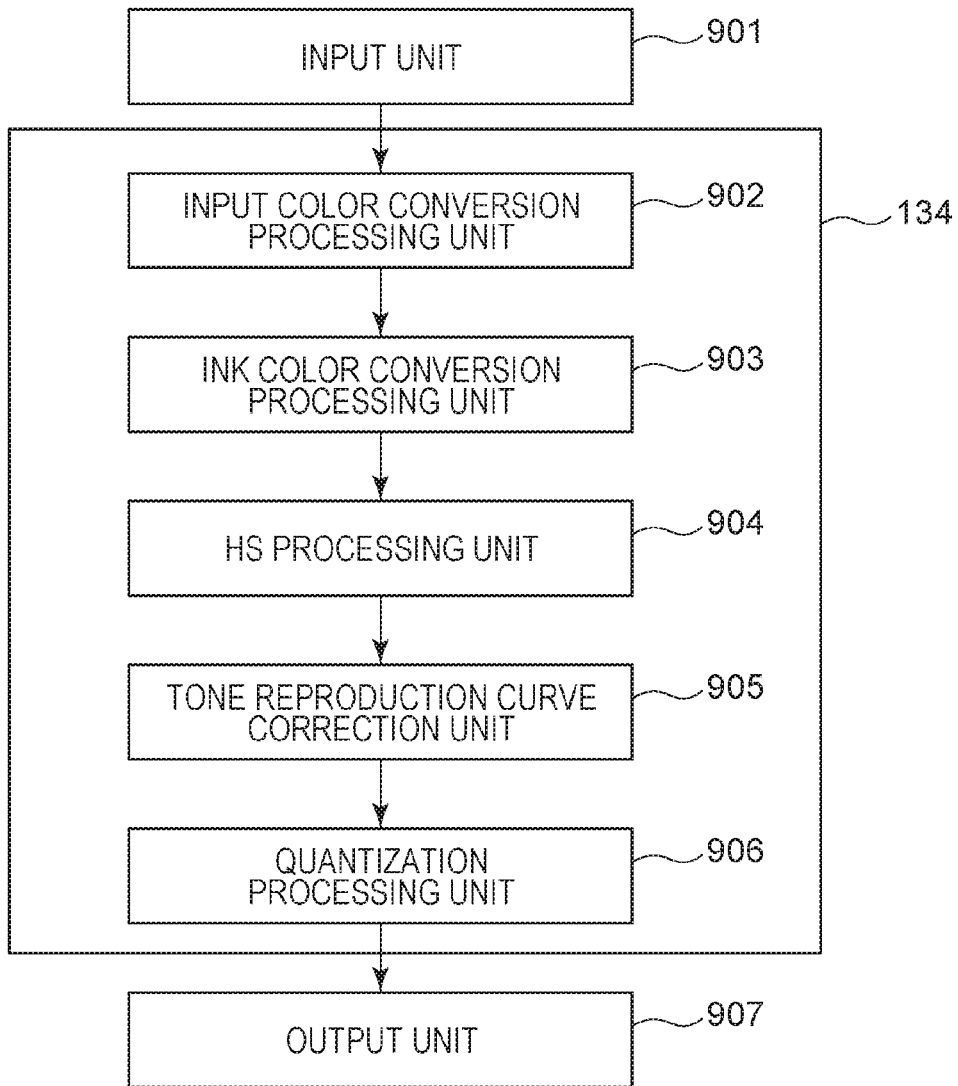 INPUT UNIT
901
INPUT COLOR CONVERSION
PROCESSING UNIT
902
134
INK COLOR CONVERSION
PROCESSING UNIT
903
HS PROCESSING UNIT
904
TONE REPRODUCTION CURVE
CORRECTION UNIT
905
QUANTIZATION
PROCESSING UNIT
906
OUTPUT UNIT
907